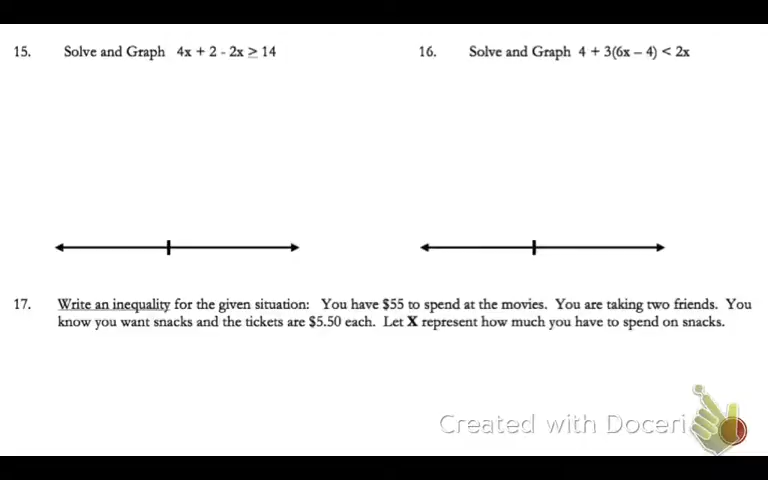 15. Solve and Graph 4x + 2 - 2x ≥ 14
16. Solve and Graph 4 + 3(6x – 4) < 2x
17. Write an inequality for the given situation: You have $55 to spend at the movies. You are taking two friends. You
know you want snacks and the tickets are $5.50 each. Let X represent how much you have to spend on snacks.
Created with Doceri